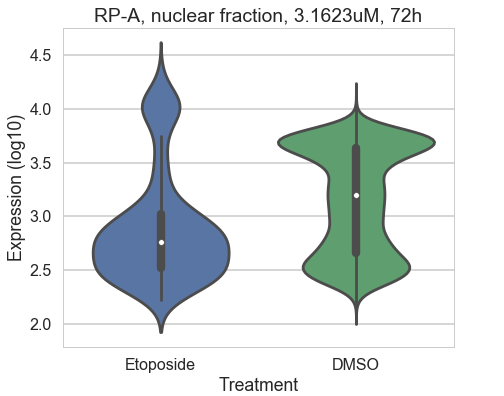 RP-A, nuclear fraction, 3.1623uM, 72h
Expression (log10)
4.5
4.0
3.5
3.0
2.5
2.0
Etoposide DMSO
Treatment